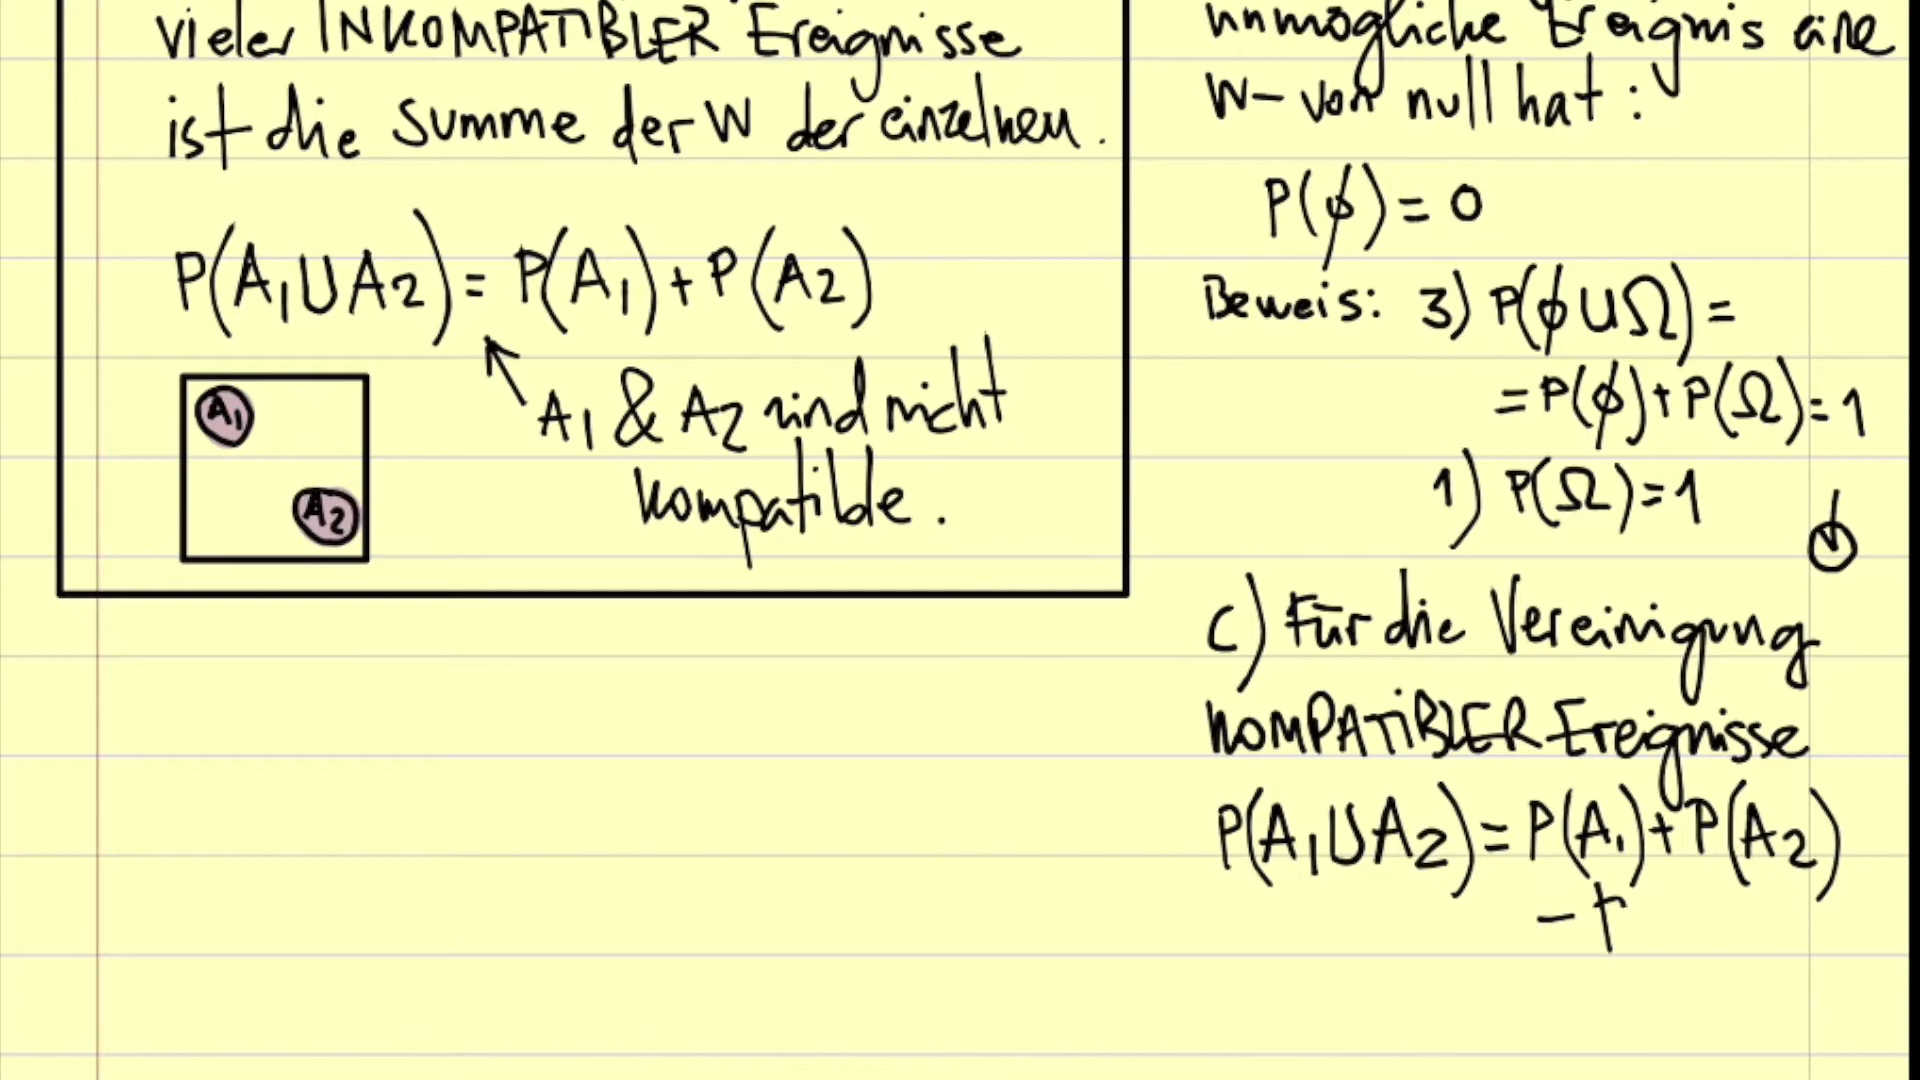 vieler INKOMPATIBLER Ereignisse
ist die Summe der W der einzelnen.
P(A1∪A2) = P(A1) + P(A2)
A1 & A2 sind nicht
kompatible.
A1
A2
unmögliche Ereignis eine
W- von null hat:
P(ϕ) = 0
Beweis: 3) P(ϕ∪Ω) =
= P(ϕ) + P(Ω) = 1
1) P(Ω) = 1
c) Für die Vereinigung
KOMPATIBLER Ereignisse
P(A1∪A2) = P(A1) + P(A2)
−